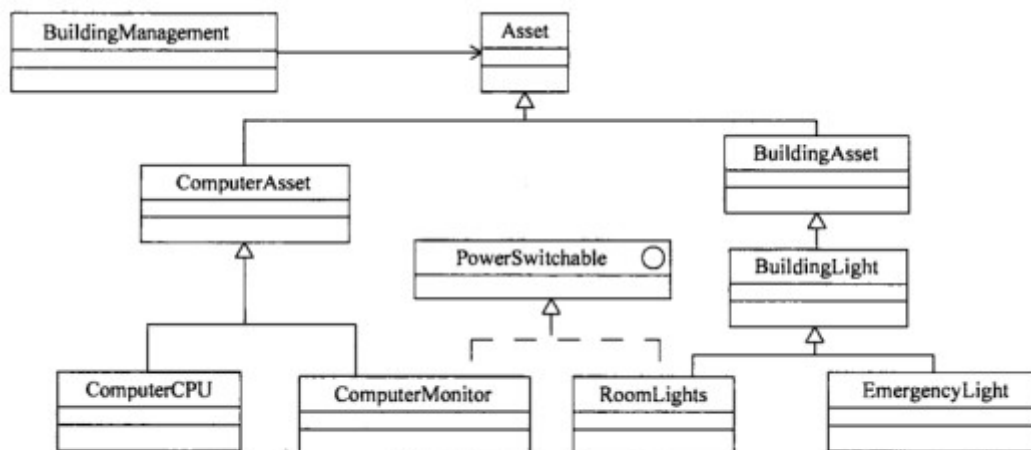 BuildingManagement
Asset
BuildingAsset
ComputerAsset
PowerSwitchable
BuildingLight
ComputerCPU
ComputerMonitor
RoomLights
EmergencyLight